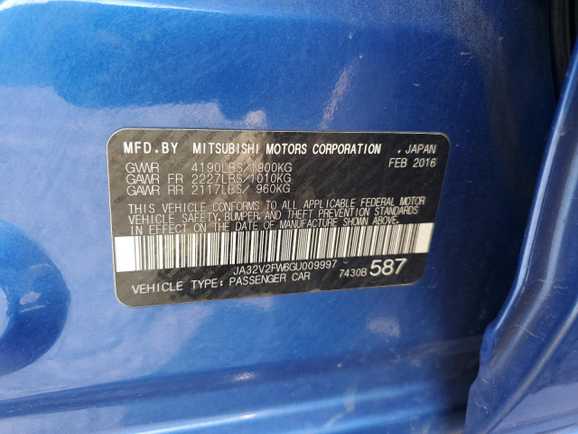 MFD.BY MITSUBISHI MOTORS CORPORATION , JAPAN
FEB 2016
GVWR 4190LBS/1900KG
GAWR FR 2227LBS/1010KG
GAWR RR 2117LBS/ 960KG
THIS VEHICLE CONFORMS TO ALL APPLICABLE FEDERAL MOTOR
VEHICLE SAFETY, BUMPER, AND THEFT PREVENTION STANDARDS
IN EFFECT ON THE DATE OF MANUFACTURE SHOWN ABOVE.
JA32V2FW6GU009997
7430B 587
VEHICLE TYPE: PASSENGER CAR